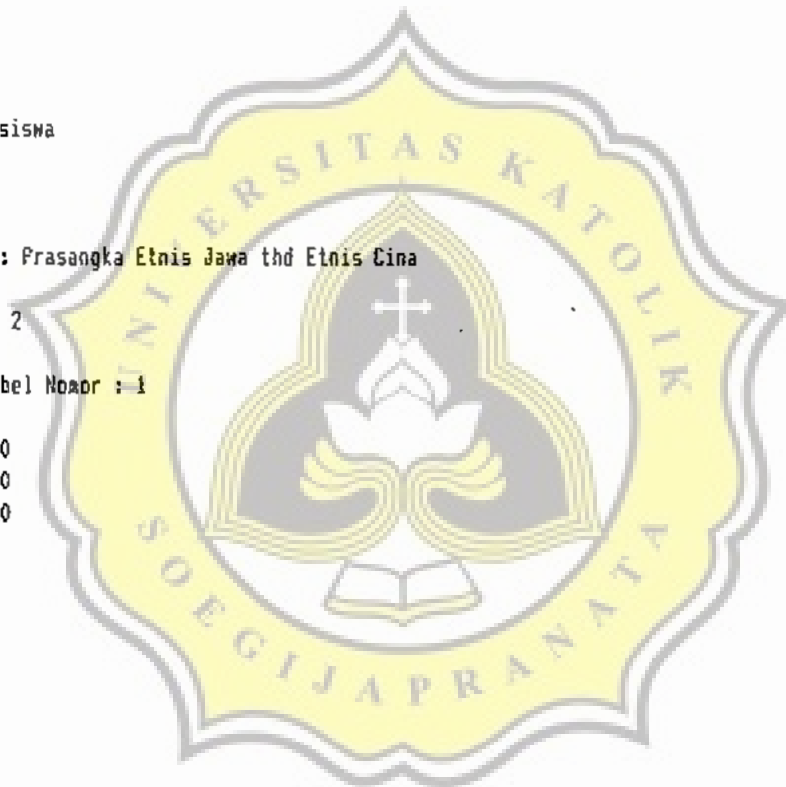 siswa
: Prasangka Etnis Jawa thd Etnis Cina
2
bel Nomor : 1
0
0
0
UNIVERSITAS KATOLIK
SOEGIJAPRANATA